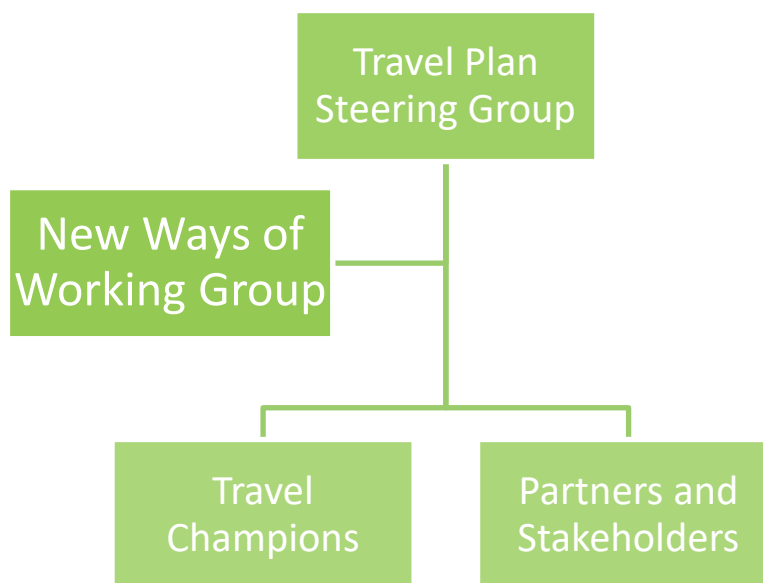 Travel Plan
Steering Group
New Ways of
Working Group
Travel
Champions
Partners and
Stakeholders